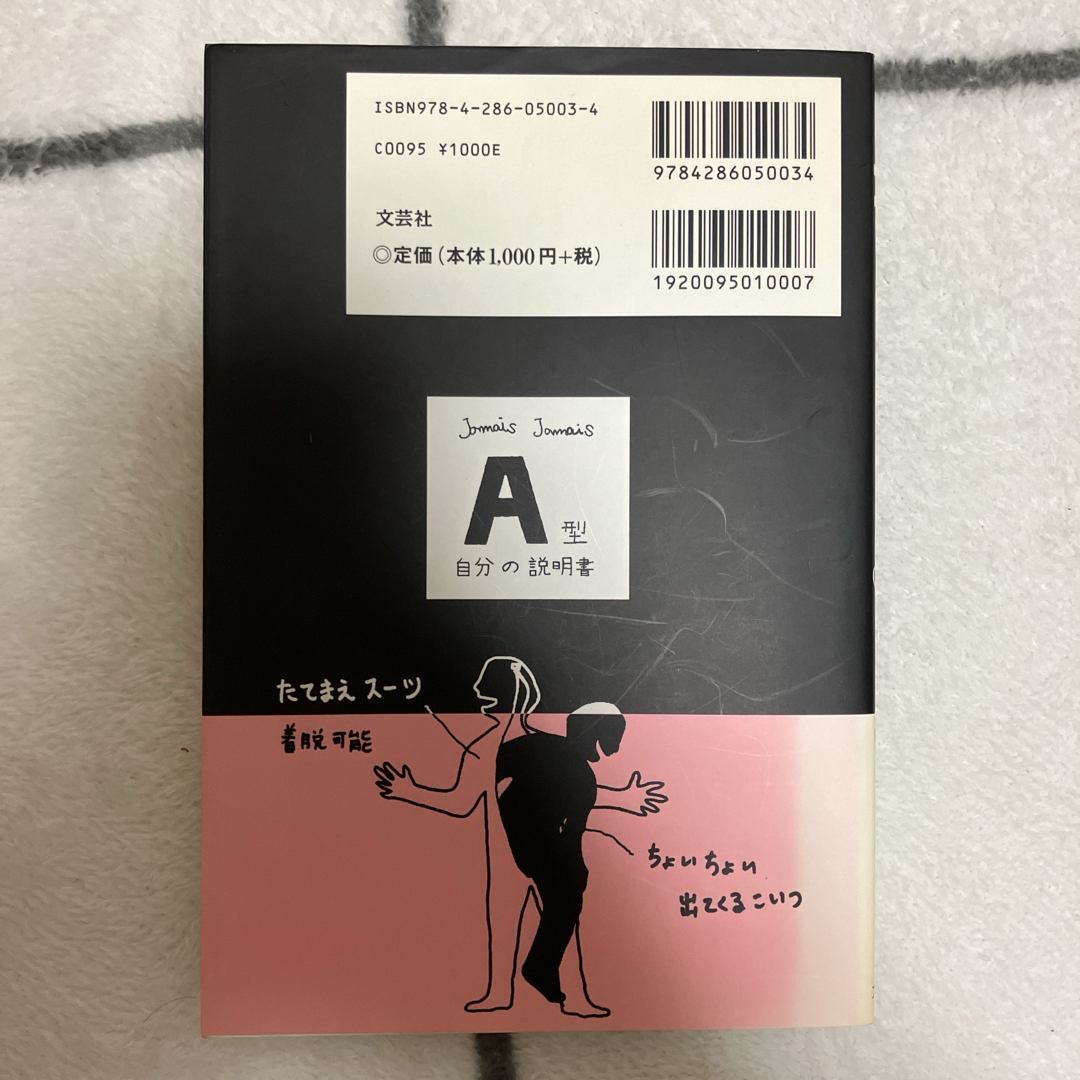 ISBN978-4-286-05003-4
C0095 ¥1000E
9784286050034
文芸社
◎定価(本体1,000円+税)
1920095010007
Jamais Jamais
A型
自分の説明書
たてまえスーツ
着脱可能
ちょいちょい
出てくるこいつ